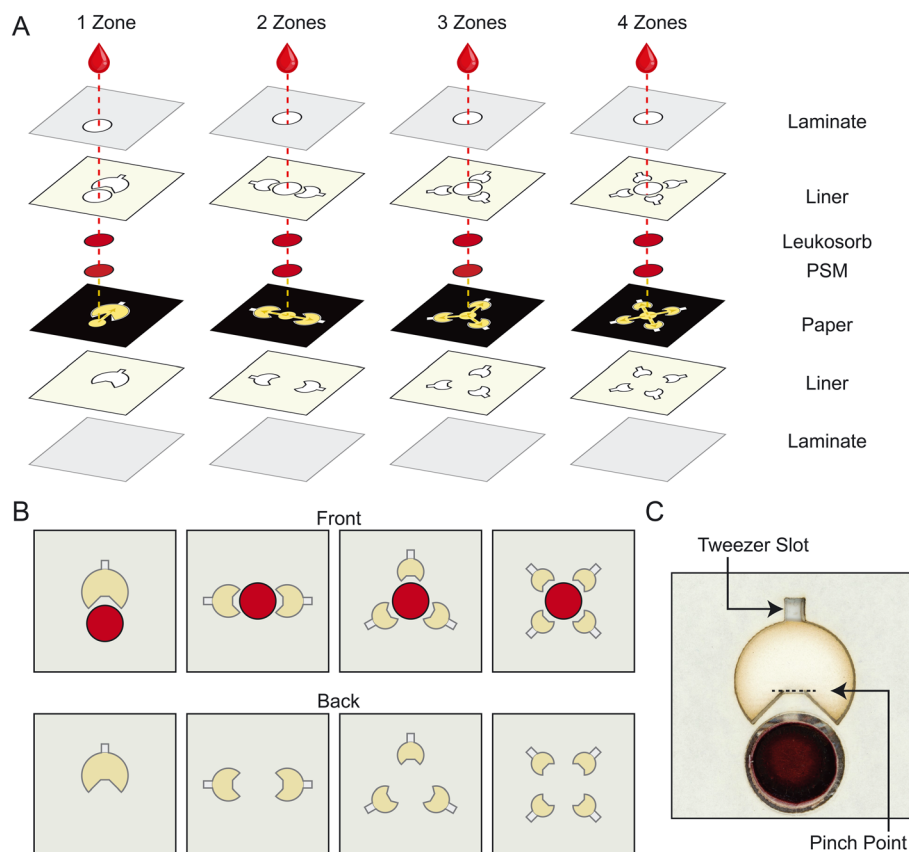 A
1 Zone
2 Zones
3 Zones
4 Zones
Laminate
Liner
Leukosorb
PSM
Paper
Liner
Laminate
B
Front
Back
C
Tweezer Slot
Pinch Point